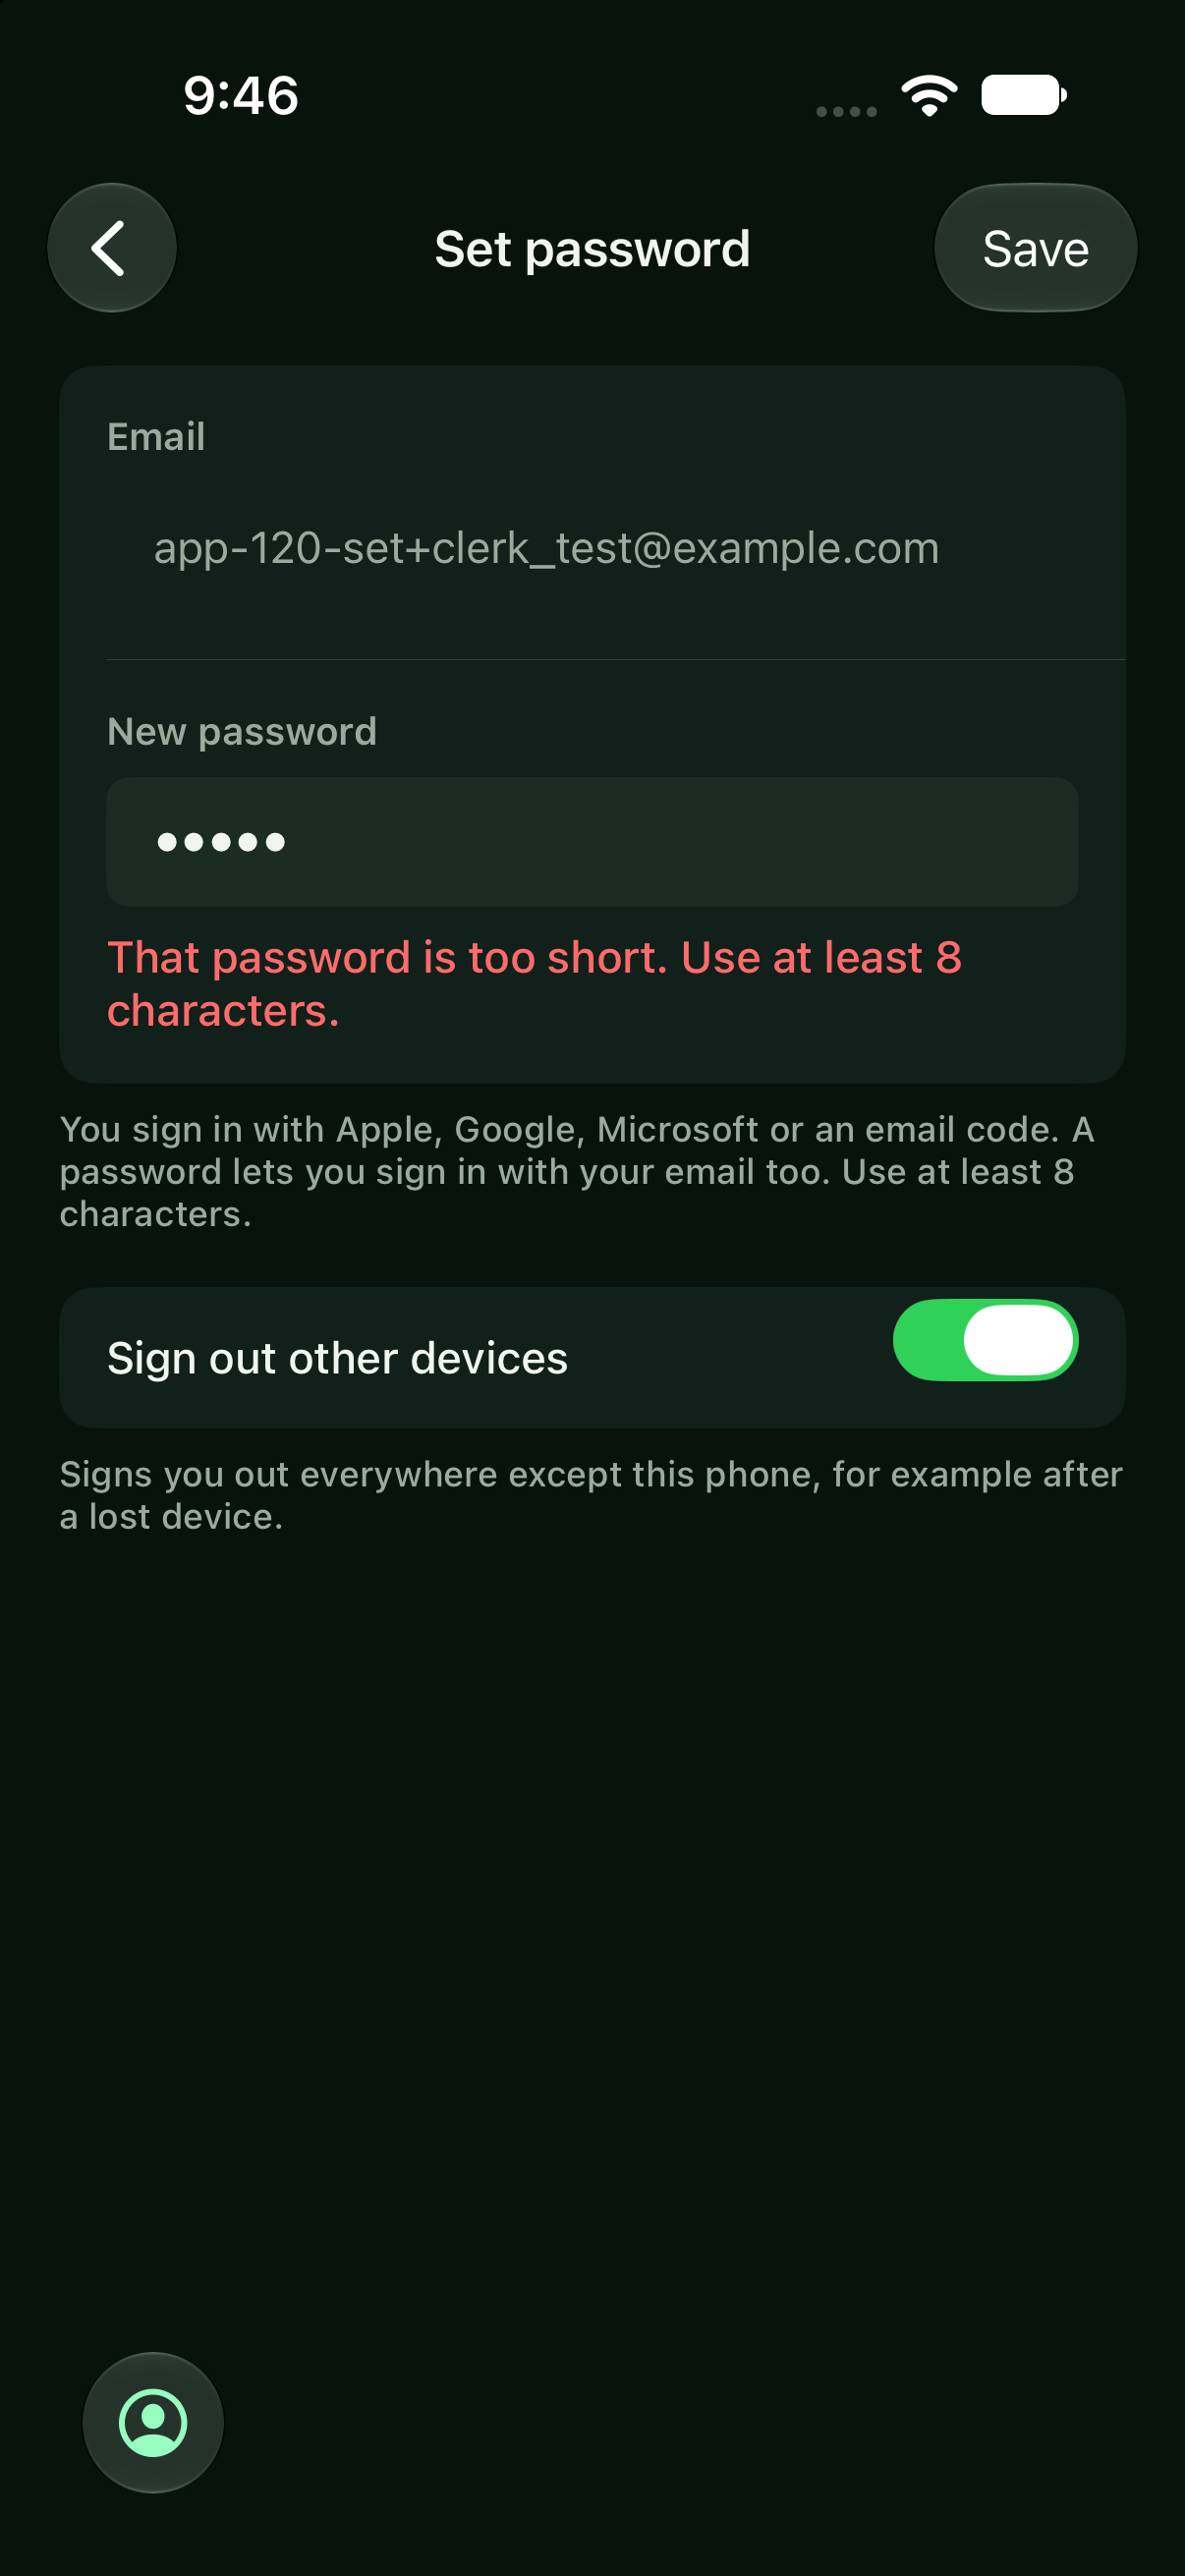 9:46
Set password
Save
Email
app-120-set+clerk_test@example.com
New password
•••••
That password is too short. Use at least 8
characters.
You sign in with Apple, Google, Microsoft or an email code. A
password lets you sign in with your email too. Use at least 8
characters.
Sign out other devices
Signs you out everywhere except this phone, for example after
a lost device.